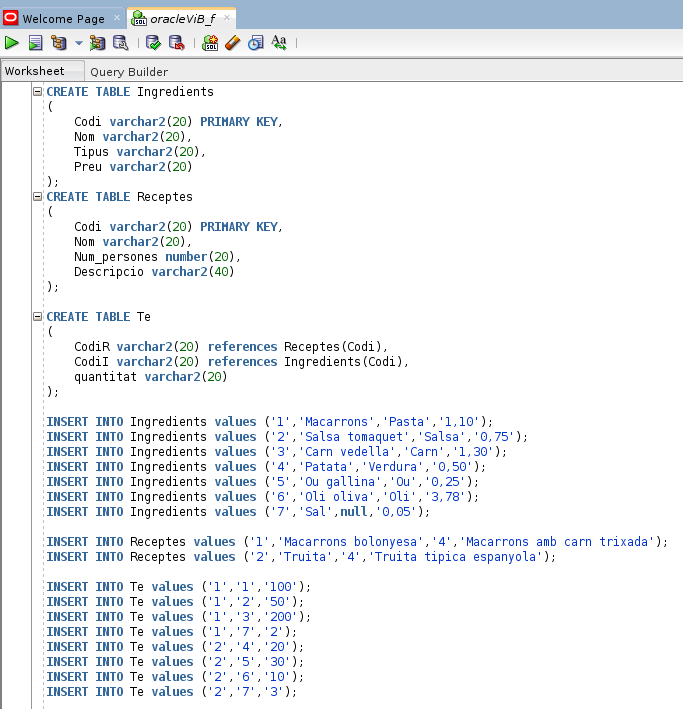 Welcome Page
oracleViB_f
Worksheet
Query Builder
CREATE TABLE Ingredients
(
    Codi varchar2(20) PRIMARY KEY,
    Nom varchar2(20),
    Tipus varchar2(20),
    Preu varchar2(20)
);
CREATE TABLE Receptes
(
    Codi varchar2(20) PRIMARY KEY,
    Nom varchar2(20),
    Num_persones number(20),
    Descripcio varchar2(40)
);
CREATE TABLE Te
(
    CodiR varchar2(20) references Receptes(Codi),
    CodiI varchar2(20) references Ingredients(Codi),
    quantitat varchar2(20)
);
INSERT INTO Ingredients values ('1','Macarrons','Pasta','1,10');
INSERT INTO Ingredients values ('2','Salsa tomaquet','Salsa','0,75');
INSERT INTO Ingredients values ('3','Carn vedella','Carn','1,30');
INSERT INTO Ingredients values ('4','Patata','Verdura','0,50');
INSERT INTO Ingredients values ('5','Ou gallina','Ou','0,25');
INSERT INTO Ingredients values ('6','Oli oliva','Oli','3,78');
INSERT INTO Ingredients values ('7','Sal',null,'0,05');
INSERT INTO Receptes values ('1','Macarrons bolonyesa','4','Macarrons amb carn trixada');
INSERT INTO Receptes values ('2','Truita','4','Truita tipica espanyola');
INSERT INTO Te values ('1','1','100');
INSERT INTO Te values ('1','2','50');
INSERT INTO Te values ('1','3','200');
INSERT INTO Te values ('1','7','2');
INSERT INTO Te values ('2','4','20');
INSERT INTO Te values ('2','5','30');
INSERT INTO Te values ('2','6','10');
INSERT INTO Te values ('2','7','3');